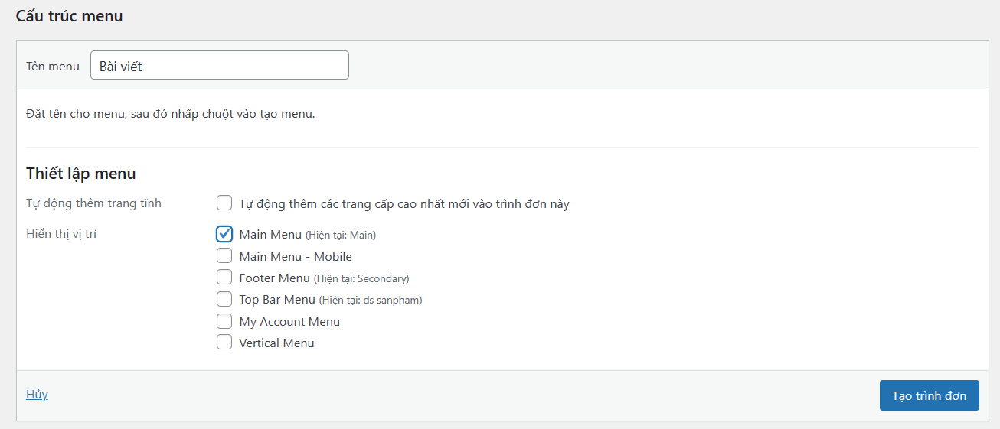 Cấu trúc menu
Tên menu Bài viết
Đặt tên cho menu, sau đó nhấp chuột vào tạo menu.
Thiết lập menu
Tự động thêm trang tĩnh Tự động thêm các trang cấp cao nhất mới vào trình đơn này
Hiển thị vị trí Main Menu (Hiện tại: Main)
Main Menu - Mobile
Footer Menu (Hiện tại: Secondary)
Top Bar Menu (Hiện tại: ds sanpham)
My Account Menu
Vertical Menu
Hủy Tạo trình đơn